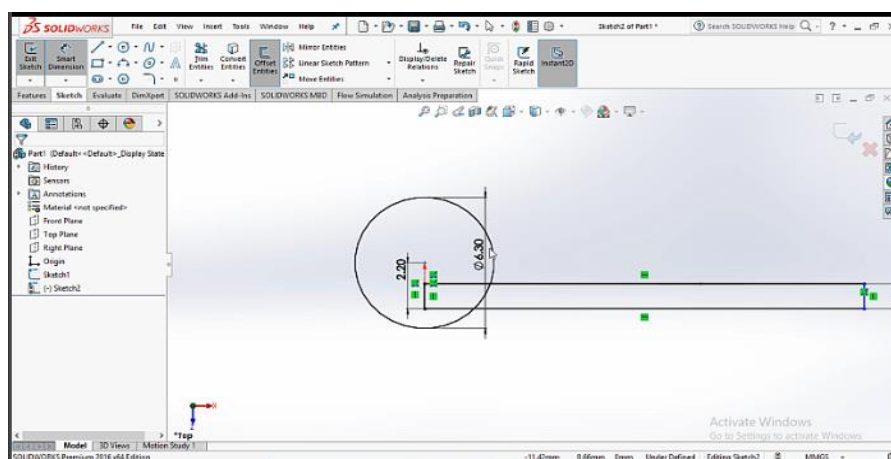 SOLIDWORKS File Edit View Insert Tools Window Help Sketch2 of Part1 * Search SOLIDWORKS Help
Exit Sketch Smart Dimension Trim Entities Convert Entities Offset Entities Mirror Entities Linear Sketch Pattern Move Entities Display/Delete Relations Repair Sketch Quick Snaps Rapid Sketch Instant2D
Features Sketch Evaluate DimXpert SOLIDWORKS Add-Ins SOLIDWORKS MBD Flow Simulation Analysis Preparation
Part1 (Default<<Default>_Display State
History
Sensors
Annotations
Material <not specified>
Front Plane
Top Plane
Right Plane
Origin
Sketch1
(-) Sketch2
2.20
Ø6.30
X
Z
*Top
Activate Windows
Go to Settings to activate Windows.
Model 3D Views Motion Study 1
SOLIDWORKS Premium 2016 x64 Edition -11.42mm 0.66mm 0mm Under Defined Editing Sketch2 MMGS